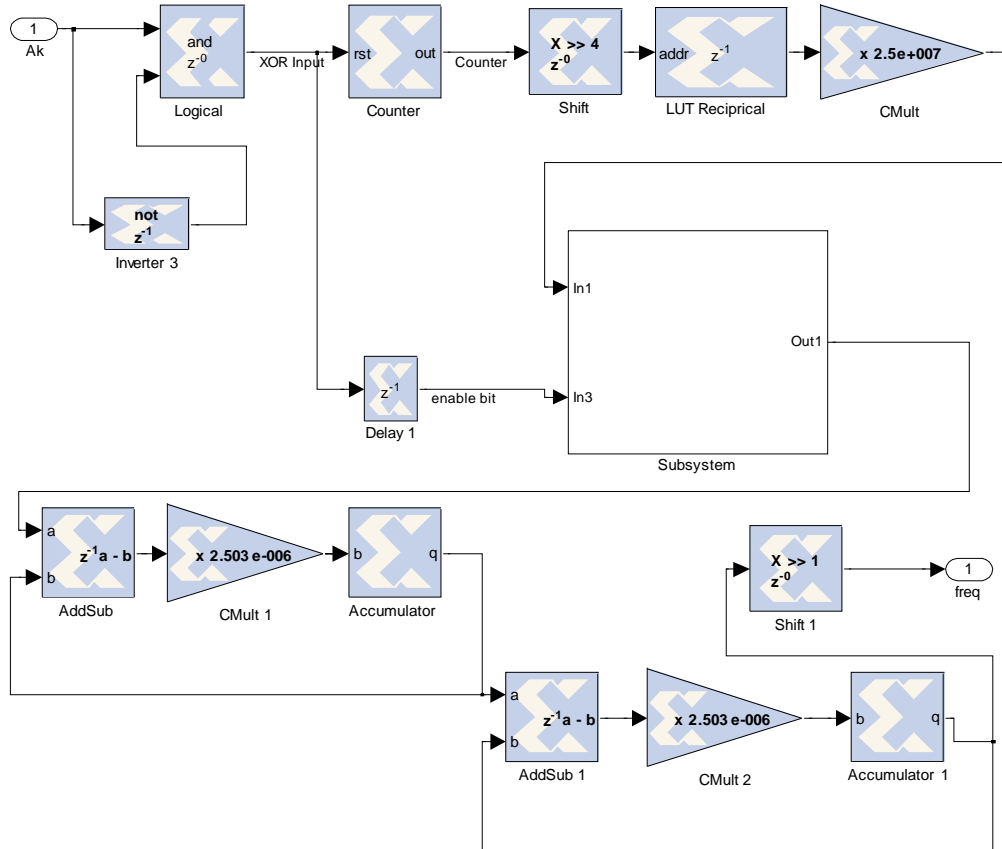 1
Ak
and
z-0
Logical
XOR Input
rst
out
Counter
Counter
X >> 4
z-0
Shift
addr
z-1
LUT Reciprical
x 2.5e+007
CMult
not
z-1
Inverter 3
In1
Out1
In3
Subsystem
z-1
Delay 1
enable bit
a
b
z-1a - b
AddSub
x 2.503 e-006
CMult 1
b
q
Accumulator
X >> 1
z-0
Shift 1
1
freq
a
b
z-1a - b
AddSub 1
x 2.503 e-006
CMult 2
b
q
Accumulator 1